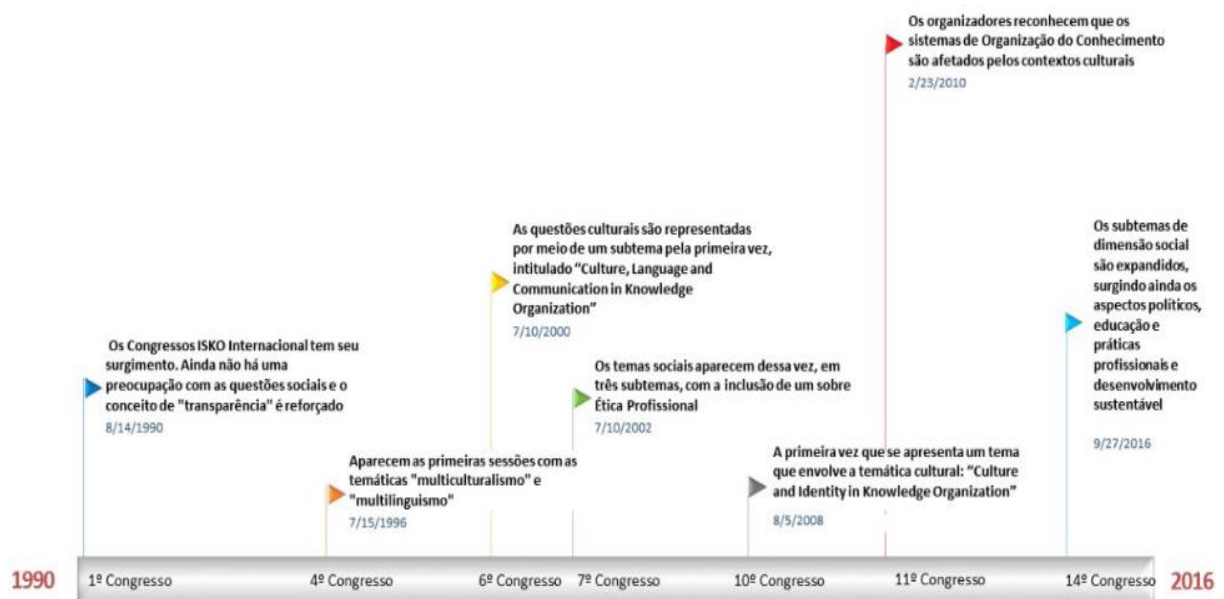 Os organizadores reconhecem que os
sistemas de Organização do Conhecimento
são afetados pelos contextos culturais
2/23/2010
As questões culturais são representadas
por meio de um subtema pela primeira vez,
intitulado “Culture, Language and
Communication in Knowledge
Organization”
7/10/2000
Os subtemas de
dimensão social
são expandidos,
surgindo ainda os
aspectos políticos,
educação e
práticas
profissionais e
desenvolvimento
sustentável
9/27/2016
Os Congressos ISKO Internacional tem seu
surgimento. Ainda não há uma
preocupação com as questões sociais e o
conceito de "transparência" é reforçado
8/14/1990
Os temas sociais aparecem dessa vez, em
três subtemas, com a inclusão de um sobre
Ética Profissional
7/10/2002
Aparecem as primeiras sessões com as
temáticas "multiculturalismo" e
"multilinguismo"
7/15/1996
A primeira vez que se apresenta um tema
que envolve a temática cultural: “Culture
and Identity in Knowledge Organization”
8/5/2008
1990 1º Congresso 4º Congresso 6º Congresso 7º Congresso 10º Congresso 11º Congresso 14º Congresso 2016